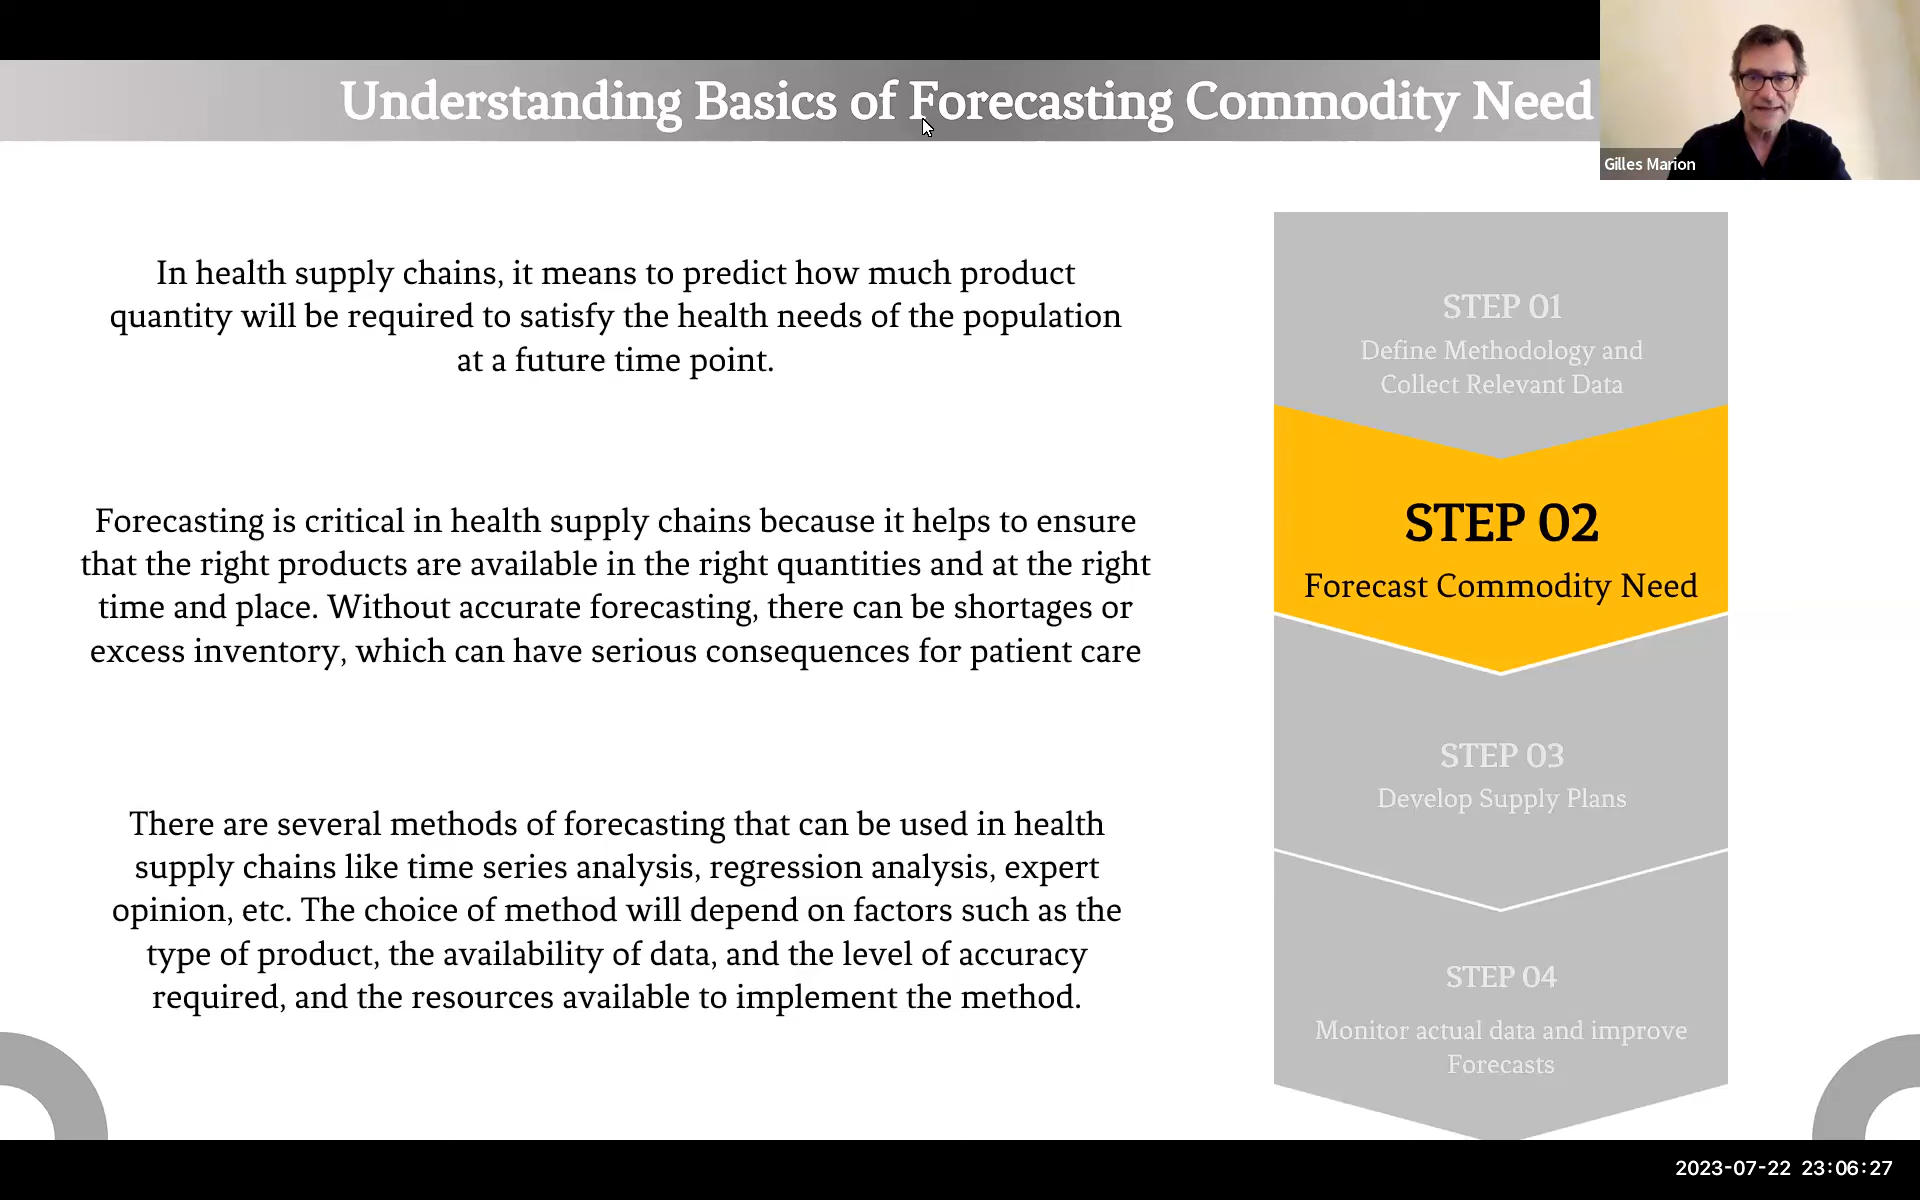 Understanding Basics of Forecasting Commodity Need
Gilles Marion
In health supply chains, it means to predict how much product
quantity will be required to satisfy the health needs of the population
at a future time point.
Forecasting is critical in health supply chains because it helps to ensure
that the right products are available in the right quantities and at the right
time and place. Without accurate forecasting, there can be shortages or
excess inventory, which can have serious consequences for patient care
There are several methods of forecasting that can be used in health
supply chains like time series analysis, regression analysis, expert
opinion, etc. The choice of method will depend on factors such as the
type of product, the availability of data, and the level of accuracy
required, and the resources available to implement the method.
STEP 01
Define Methodology and
Collect Relevant Data
STEP 02
Forecast Commodity Need
STEP 03
Develop Supply Plans
STEP 04
Monitor actual data and improve
Forecasts
2023-07-22 23:06:27